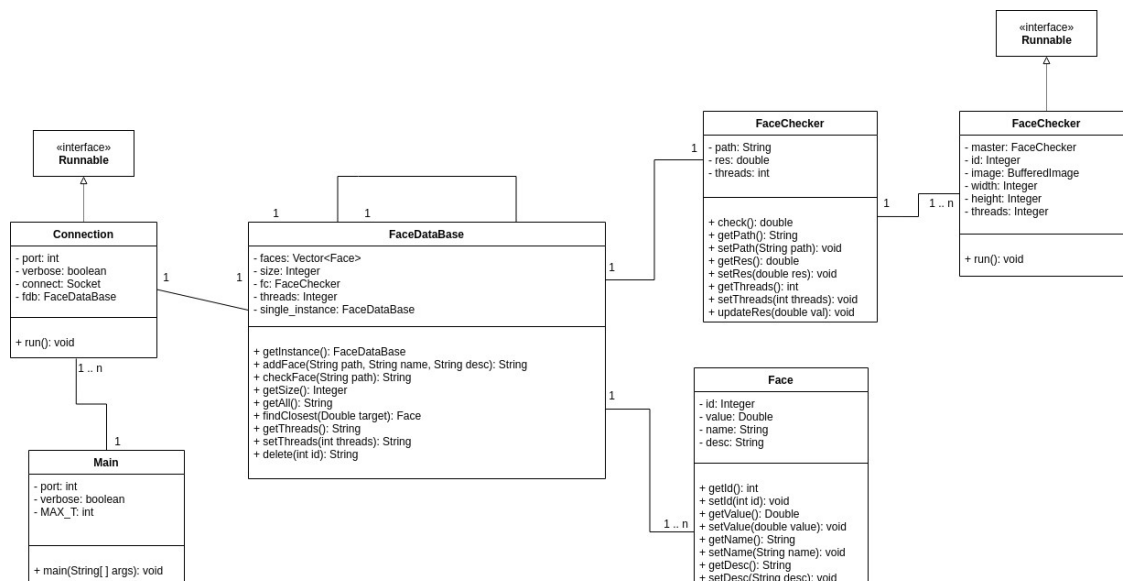 «interface»
Runnable
Connection
- port: int
- verbose: boolean
- connect: Socket
- fdb: FaceDataBase
+ run(): void
1 .. n
1
Main
- port: int
- verbose: boolean
- MAX_T: int
+ main(String[ ] args): void
1
1
1
1
FaceDataBase
- faces: Vector<Face>
- size: Integer
- fc: FaceChecker
- threads: Integer
- single_instance: FaceDataBase
+ getInstance(): FaceDataBase
+ addFace(String path, String name, String desc): String
+ checkFace(String path): String
+ getSize(): Integer
+ getAll(): String
+ findClosest(Double target): Face
+ getThreads(): String
+ setThreads(int threads): String
+ delete(int id): String
1
1
1
1 .. n
FaceChecker
- path: String
- res: double
- threads: int
+ check(): double
+ getPath(): String
+ setPath(String path): void
+ getRes(): double
+ setRes(double res): void
+ getThreads(): int
+ setThreads(int threads): void
+ updateRes(double val): void
1
1 .. n
«interface»
Runnable
FaceChecker
- master: FaceChecker
- id: Integer
- image: BufferedImage
- width: Integer
- height: Integer
- threads: Integer
+ run(): void
Face
- id: Integer
- value: Double
- name: String
- desc: String
+ getId(): int
+ setId(int id): void
+ getValue(): Double
+ setValue(double value): void
+ getName(): String
+ setName(String name): void
+ getDesc(): String
+ setDesc(String desc): void